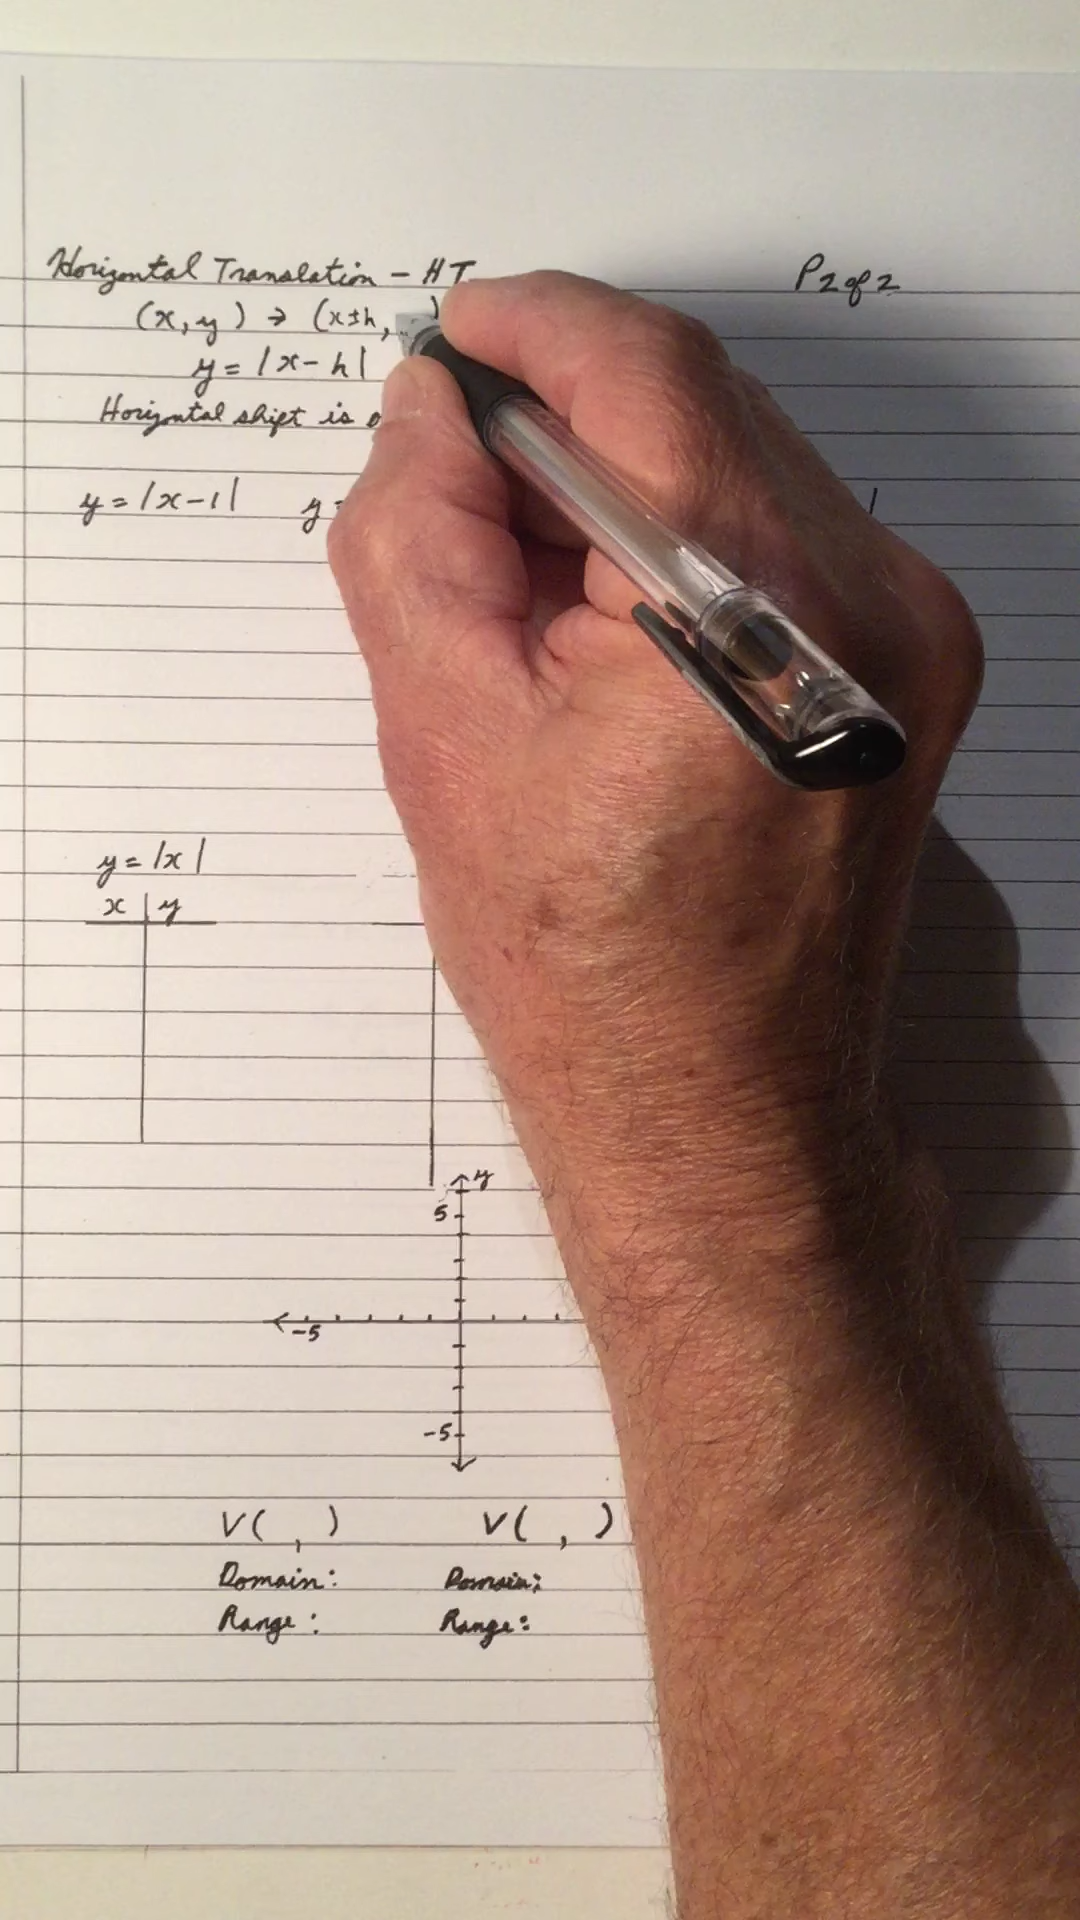 Horizontal Translation - HT
P2 of 2
(x, y) → (x±h, )
y = |x - h|
Horizontal shift is
y = |x-1| y =
y = |x|
x | y
y
5
-5
-5
V( , ) V( , )
Domain: Domain:
Range: Range: